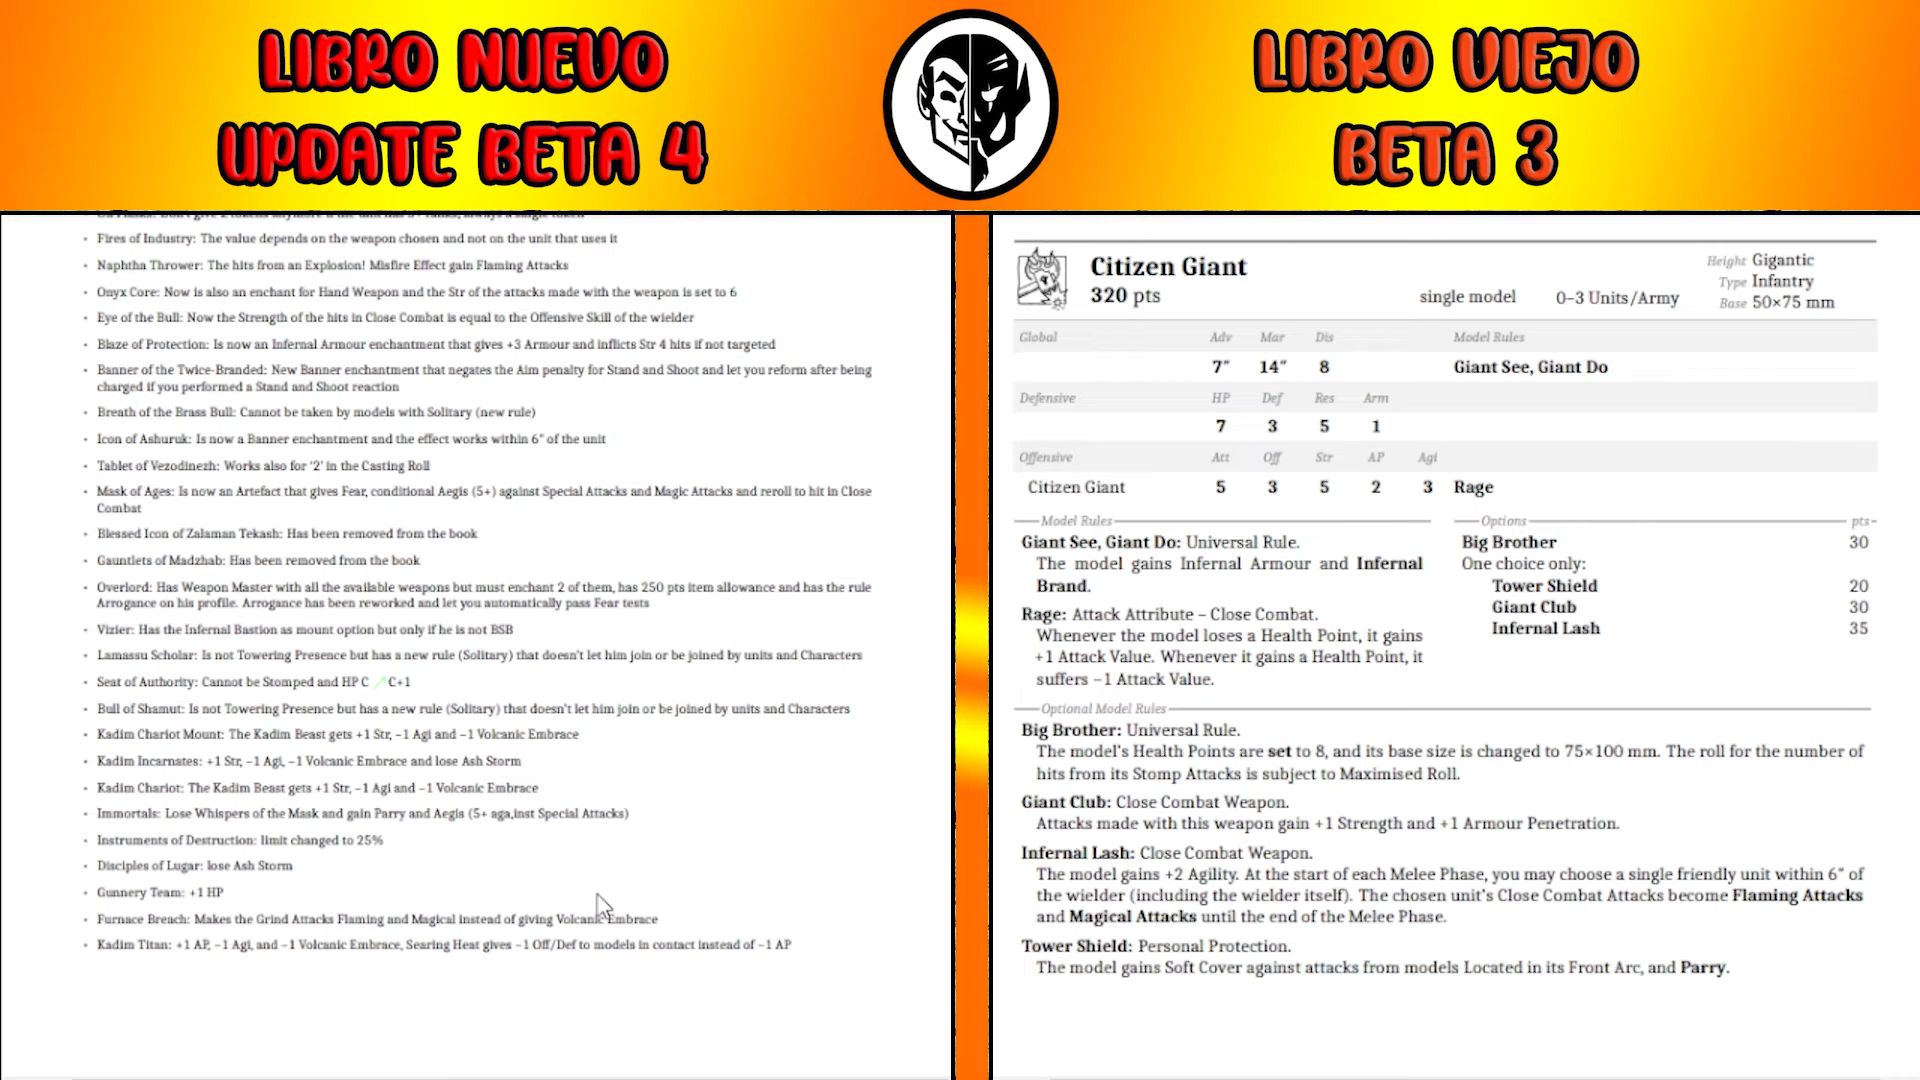 LIBRO NUEVO
UPDATE BETA 4
LIBRO VIEJO
BETA 3
• Fires of Industry: The value depends on the weapon chosen and not on the unit that uses it
• Naphtha Thrower: The hits from an Explosion! Misfire Effect gain Flaming Attacks
• Onyx Core: Now is also an enchant for Hand Weapon and the Str of the attacks made with the weapon is set to 6
• Eye of the Bull: Now the Strength of the hits in Close Combat is equal to the Offensive Skill of the wielder
• Blaze of Protection: Is now an Infernal Armour enchantment that gives +3 Armour and inflicts Str 4 hits if not targeted
• Banner of the Twice-Branded: New Banner enchantment that negates the Aim penalty for Stand and Shoot and let you reform after being
charged if you performed a Stand and Shoot reaction
• Breath of the Brass Bull: Cannot be taken by models with Solitary (new rule)
• Icon of Ashuruk: Is now a Banner enchantment and the effect works within 6" of the unit
• Tablet of Vezodinezh: Works also for '2' in the Casting Roll
• Mask of Ages: Is now an Artefact that gives Fear, conditional Aegis (5+) against Special Attacks and Magic Attacks and reroll to hit in Close
Combat
• Blessed Icon of Zalaman Tekash: Has been removed from the book
• Gauntlets of Madzhab: Has been removed from the book
• Overlord: Has Weapon Master with all the available weapons but must enchant 2 of them, has 250 pts item allowance and has the rule
Arrogance on his profile. Arrogance has been reworked and let you automatically pass Fear tests
• Vizier: Has the Infernal Bastion as mount option but only if he is not BSB
• Lamassu Scholar: Is not Towering Presence but has a new rule (Solitary) that doesn't let him join or be joined by units and Characters
• Seat of Authority: Cannot be Stomped and HP C ↗ C+1
• Bull of Shamut: Is not Towering Presence but has a new rule (Solitary) that doesn't let him join or be joined by units and Characters
• Kadim Chariot Mount: The Kadim Beast gets +1 Str, −1 Agi and −1 Volcanic Embrace
• Kadim Incarnates: +1 Str, −1 Agi, −1 Volcanic Embrace and lose Ash Storm
• Kadim Chariot: The Kadim Beast gets +1 Str, −1 Agi and −1 Volcanic Embrace
• Immortals: Lose Whispers of the Mask and gain Parry and Aegis (5+ aga,inst Special Attacks)
• Instruments of Destruction: limit changed to 25%
• Disciples of Lugar: lose Ash Storm
• Gunnery Team: +1 HP
• Furnace Breach: Makes the Grind Attacks Flaming and Magical instead of giving Volcanic Embrace
• Kadim Titan: +1 AP, −1 Agi, and −1 Volcanic Embrace, Searing Heat gives −1 Off/Def to models in contact instead of −1 AP
Citizen Giant
320 pts
single model
0–3 Units/Army
Height Gigantic
Type Infantry
Base 50×75 mm
Global Adv Mar Dis Model Rules
7" 14" 8 Giant See, Giant Do
Defensive HP Def Res Arm
7 3 5 1
Offensive Att Off Str AP Agi
Citizen Giant 5 3 5 2 3 Rage
Model Rules
Giant See, Giant Do: Universal Rule.
The model gains Infernal Armour and Infernal
Brand.
Rage: Attack Attribute – Close Combat.
Whenever the model loses a Health Point, it gains
+1 Attack Value. Whenever it gains a Health Point, it
suffers −1 Attack Value.
Options pts
Big Brother 30
One choice only:
Tower Shield 20
Giant Club 30
Infernal Lash 35
Optional Model Rules
Big Brother: Universal Rule.
The model's Health Points are set to 8, and its base size is changed to 75×100 mm. The roll for the number of
hits from its Stomp Attacks is subject to Maximised Roll.
Giant Club: Close Combat Weapon.
Attacks made with this weapon gain +1 Strength and +1 Armour Penetration.
Infernal Lash: Close Combat Weapon.
The model gains +2 Agility. At the start of each Melee Phase, you may choose a single friendly unit within 6" of
the wielder (including the wielder itself). The chosen unit's Close Combat Attacks become Flaming Attacks
and Magical Attacks until the end of the Melee Phase.
Tower Shield: Personal Protection.
The model gains Soft Cover against attacks from models Located in its Front Arc, and Parry.